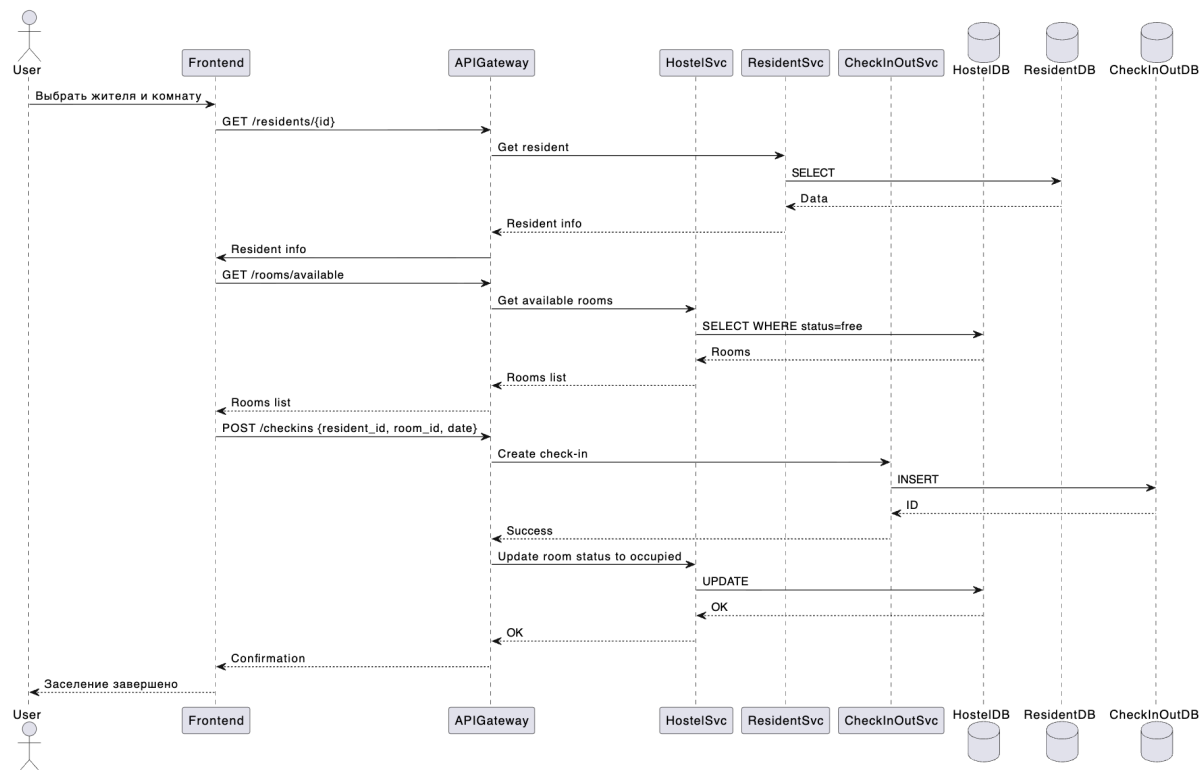 User
Frontend
APIGateway
HostelSvc
ResidentSvc
CheckInOutSvc
HostelDB
ResidentDB
CheckInOutDB
Выбрать жителя и комнату
GET /residents/{id}
Get resident
SELECT
Data
Resident info
Resident info
GET /rooms/available
Get available rooms
SELECT WHERE status=free
Rooms
Rooms list
Rooms list
POST /checkins {resident_id, room_id, date}
Create check-in
INSERT
ID
Success
Update room status to occupied
UPDATE
OK
OK
Confirmation
Заселение завершено
User
Frontend
APIGateway
HostelSvc
ResidentSvc
CheckInOutSvc
HostelDB
ResidentDB
CheckInOutDB